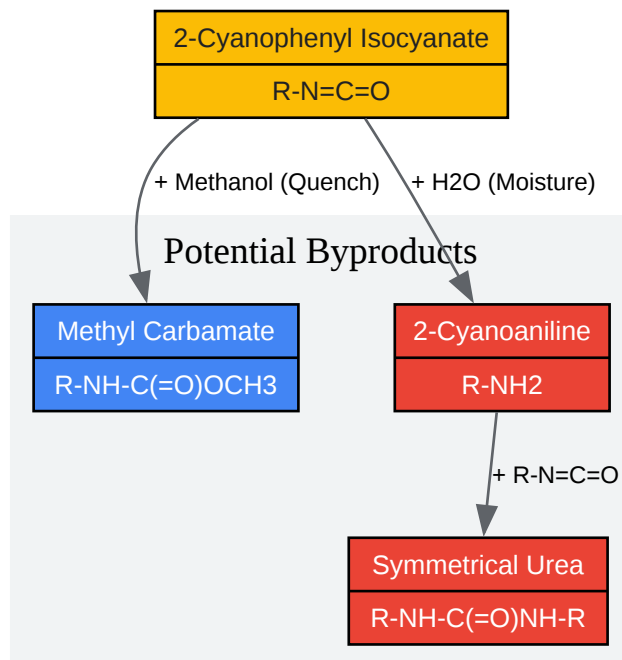 2-Cyanophenyl Isocyanate
R-N=C=O
+ Methanol (Quench)
+ H2O (Moisture)
Potential Byproducts
Methyl Carbamate
R-NH-C(=O)OCH3
2-Cyanoaniline
R-NH2
+ R-N=C=O
Symmetrical Urea
R-NH-C(=O)NH-R